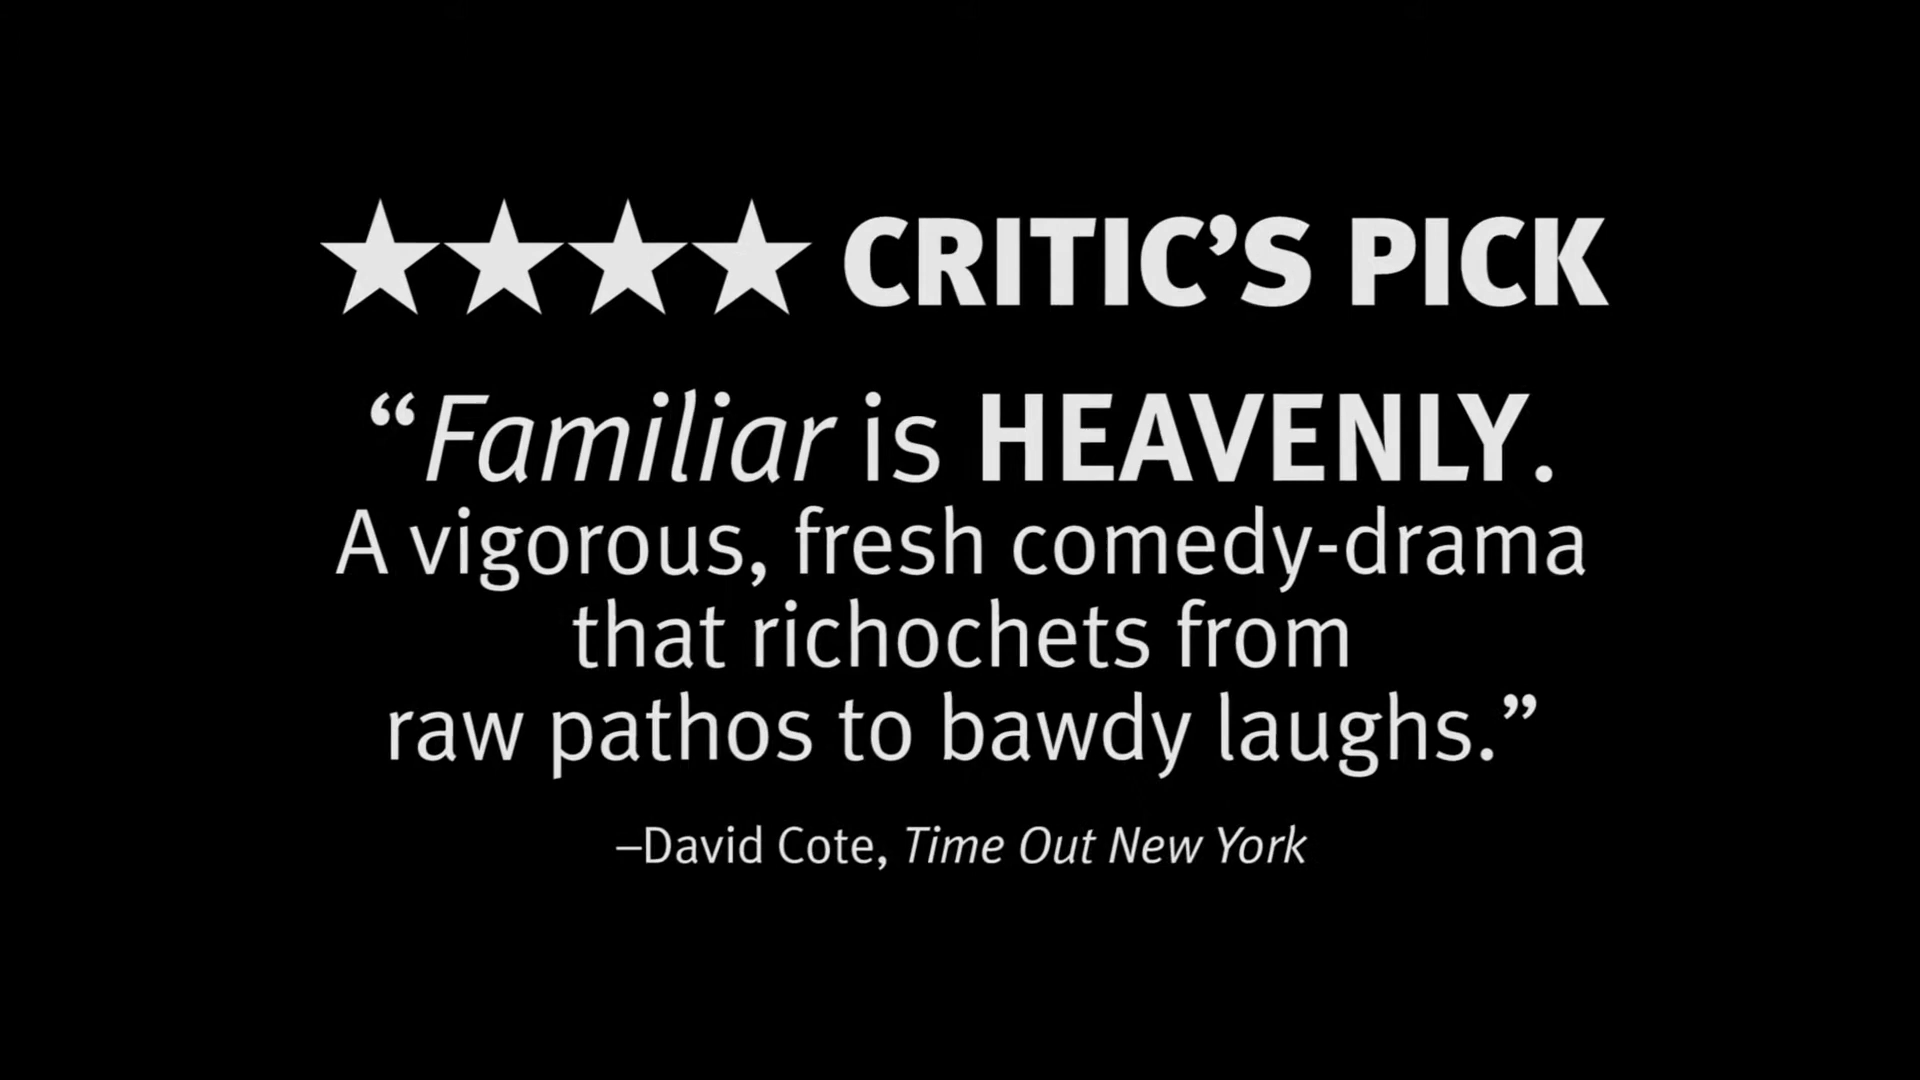 ★★★★ CRITIC’S PICK
“Familiar is HEAVENLY.
A vigorous, fresh comedy-drama
that richochets from
raw pathos to bawdy laughs.”
–David Cote, Time Out New York